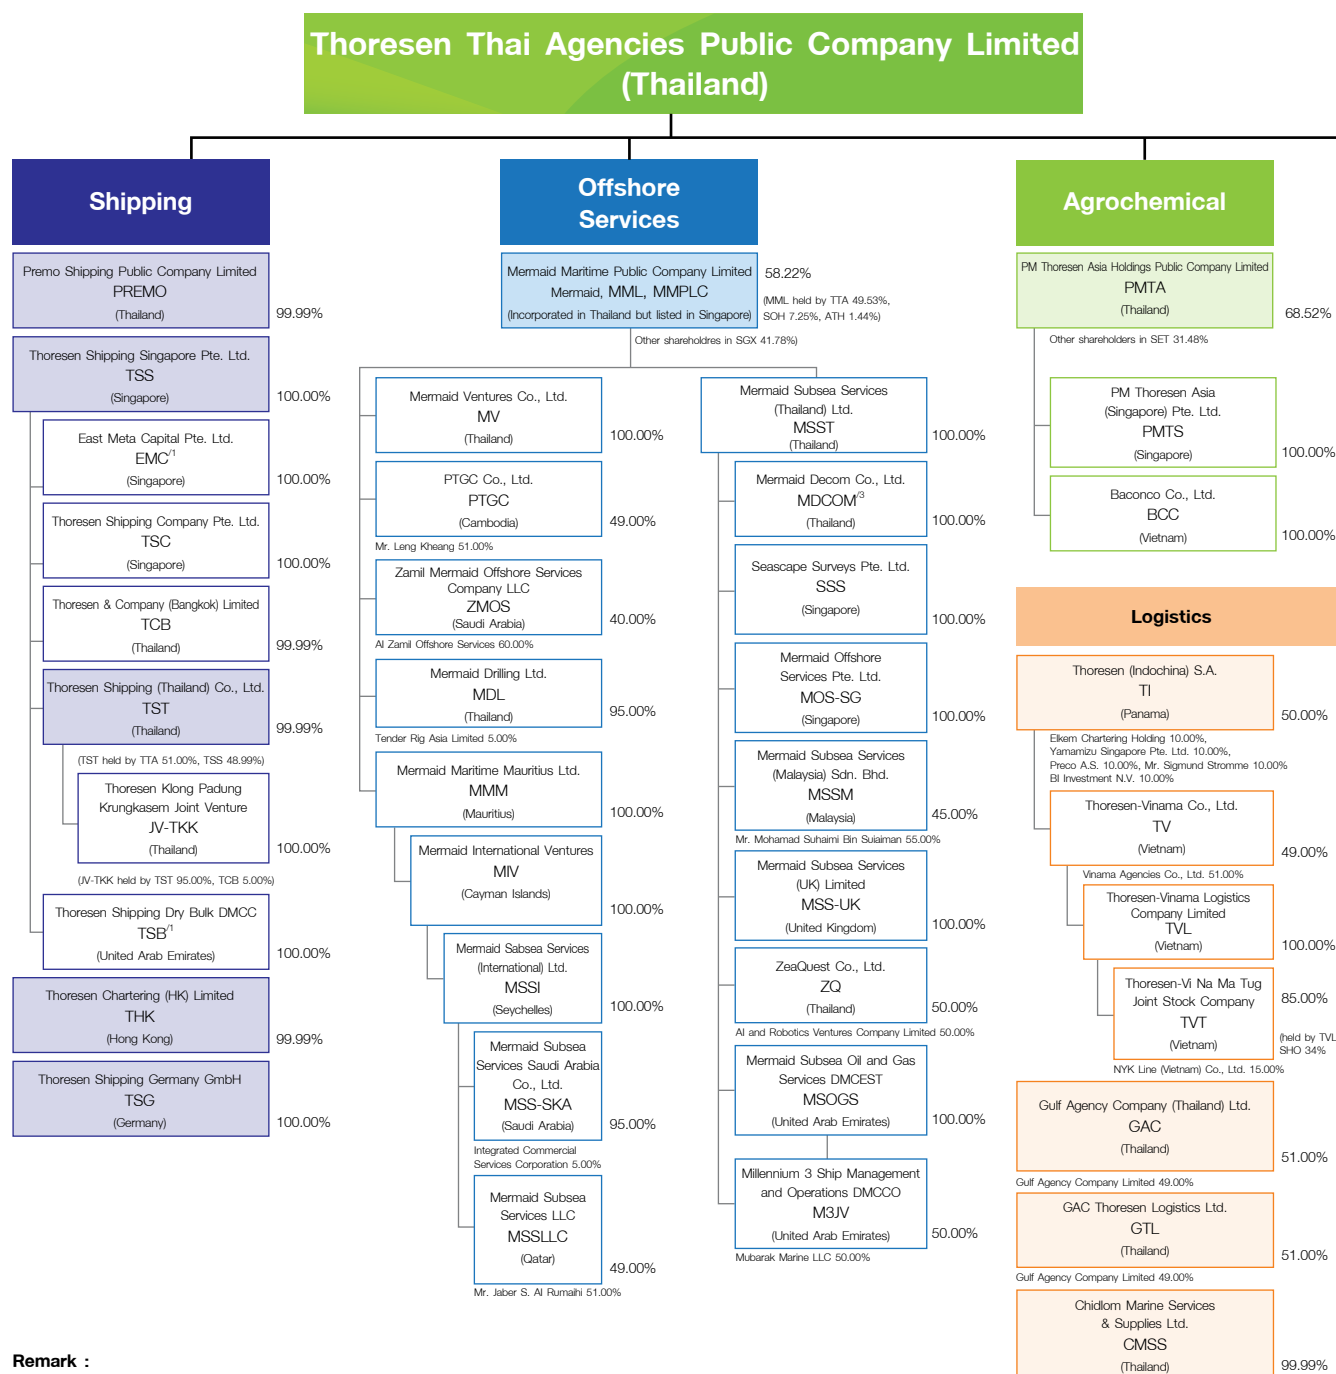 Thoresen Thai Agencies Public Company Limited
(Thailand)
Shipping
Premo Shipping Public Company Limited
PREMO
(Thailand)
99.99%
Thoresen Shipping Singapore Pte. Ltd.
TSS
(Singapore)
100.00%
East Meta Capital Pte. Ltd.
EMC/1
(Singapore)
100.00%
Thoresen Shipping Company Pte. Ltd.
TSC
(Singapore)
100.00%
Thoresen & Company (Bangkok) Limited
TCB
(Thailand)
99.99%
Thoresen Shipping (Thailand) Co., Ltd.
TST
(Thailand)
99.99%
(TST held by TTA 51.00%, TSS 48.99%)
Thoresen Klong Padung
Krungkasem Joint Venture
JV-TKK
(Thailand)
100.00%
(JV-TKK held by TST 95.00%, TCB 5.00%)
Thoresen Shipping Dry Bulk DMCC
TSB/1
(United Arab Emirates)
100.00%
Thoresen Chartering (HK) Limited
THK
(Hong Kong)
99.99%
Thoresen Shipping Germany GmbH
TSG
(Germany)
100.00%
Offshore
Services
Mermaid Maritime Public Company Limited
Mermaid, MML, MMPLC
(Incorporated in Thailand but listed in Singapore)
58.22%
(MML held by TTA 49.53%,
SOH 7.25%, ATH 1.44%)
Other shareholdres in SGX 41.78%)
Mermaid Ventures Co., Ltd.
MV
(Thailand)
100.00%
PTGC Co., Ltd.
PTGC
(Cambodia)
49.00%
Mr. Leng Kheang 51.00%
Zamil Mermaid Offshore Services
Company LLC
ZMOS
(Saudi Arabia)
40.00%
Al Zamil Offshore Services 60.00%
Mermaid Drilling Ltd.
MDL
(Thailand)
95.00%
Tender Rig Asia Limited 5.00%
Mermaid Maritime Mauritius Ltd.
MMM
(Mauritius)
100.00%
Mermaid International Ventures
MIV
(Cayman Islands)
100.00%
Mermaid Sabsea Services
(International) Ltd.
MSSI
(Seychelles)
100.00%
Mermaid Subsea
Services Saudi Arabia
Co., Ltd.
MSS-SKA
(Saudi Arabia)
95.00%
Integrated Commercial
Services Corporation 5.00%
Mermaid Subsea
Services LLC
MSSLLC
(Qatar)
49.00%
Mr. Jaber S. Al Rumaihi 51.00%
Mermaid Subsea Services
(Thailand) Ltd.
MSST
(Thailand)
100.00%
Mermaid Decom Co., Ltd.
MDCOM/3
(Thailand)
100.00%
Seascape Surveys Pte. Ltd.
SSS
(Singapore)
100.00%
Mermaid Offshore
Services Pte. Ltd.
MOS-SG
(Singapore)
100.00%
Mermaid Subsea Services
(Malaysia) Sdn. Bhd.
MSSM
(Malaysia)
45.00%
Mr. Mohamad Suhaimi Bin Suiaiman 55.00%
Mermaid Subsea Services
(UK) Limited
MSS-UK
(United Kingdom)
100.00%
ZeaQuest Co., Ltd.
ZQ
(Thailand)
50.00%
AI and Robotics Ventures Company Limited 50.00%
Mermaid Subsea Oil and Gas
Services DMCEST
MSOGS
(United Arab Emirates)
100.00%
Millennium 3 Ship Management
and Operations DMCCO
M3JV
(United Arab Emirates)
50.00%
Mubarak Marine LLC 50.00%
Agrochemical
PM Thoresen Asia Holdings Public Company Limited
PMTA
(Thailand)
68.52%
Other shareholders in SET 31.48%
PM Thoresen Asia
(Singapore) Pte. Ltd.
PMTS
(Singapore)
100.00%
Baconco Co., Ltd.
BCC
(Vietnam)
100.00%
Logistics
Thoresen (Indochina) S.A.
TI
(Panama)
50.00%
Elkem Chartering Holding 10.00%,
Yamamizu Singapore Pte. Ltd. 10.00%,
Preco A.S. 10.00%, Mr. Sigmund Stromme 10.00%
BI Investment N.V. 10.00%
Thoresen-Vinama Co., Ltd.
TV
(Vietnam)
49.00%
Vinama Agencies Co., Ltd. 51.00%
Thoresen-Vinama Logistics
Company Limited
TVL
(Vietnam)
100.00%
Thoresen-Vi Na Ma Tug
Joint Stock Company
TVT
(Vietnam)
85.00%
(held by TVL
SHO 34%
NYK Line (Vietnam) Co., Ltd. 15.00%
Gulf Agency Company (Thailand) Ltd.
GAC
(Thailand)
51.00%
Gulf Agency Company Limited 49.00%
GAC Thoresen Logistics Ltd.
GTL
(Thailand)
51.00%
Gulf Agency Company Limited 49.00%
Chidlom Marine Services
& Supplies Ltd.
CMSS
(Thailand)
99.99%
Remark :